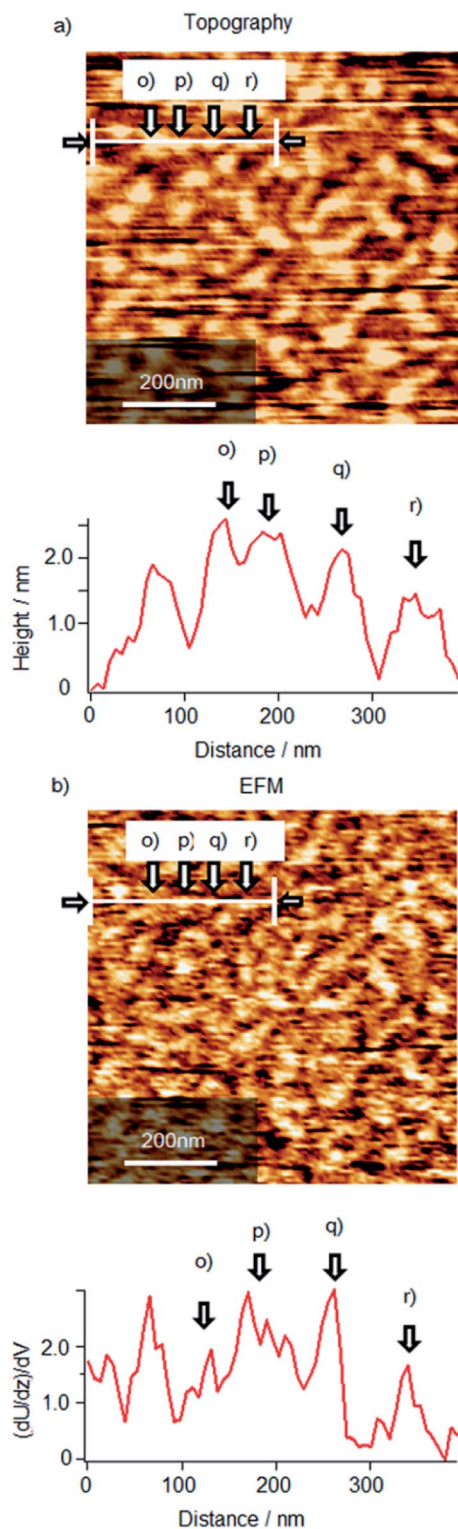 a) Topography
o) p) q) r)
200nm
o) p) q) r)
2.0
1.0
0
Height / nm
0 100 200 300
Distance / nm
b) EFM
o) p) q) r)
200nm
o) p) q) r)
2.0
1.0
0
(dU/dz)/dV
0 100 200 300
Distance / nm